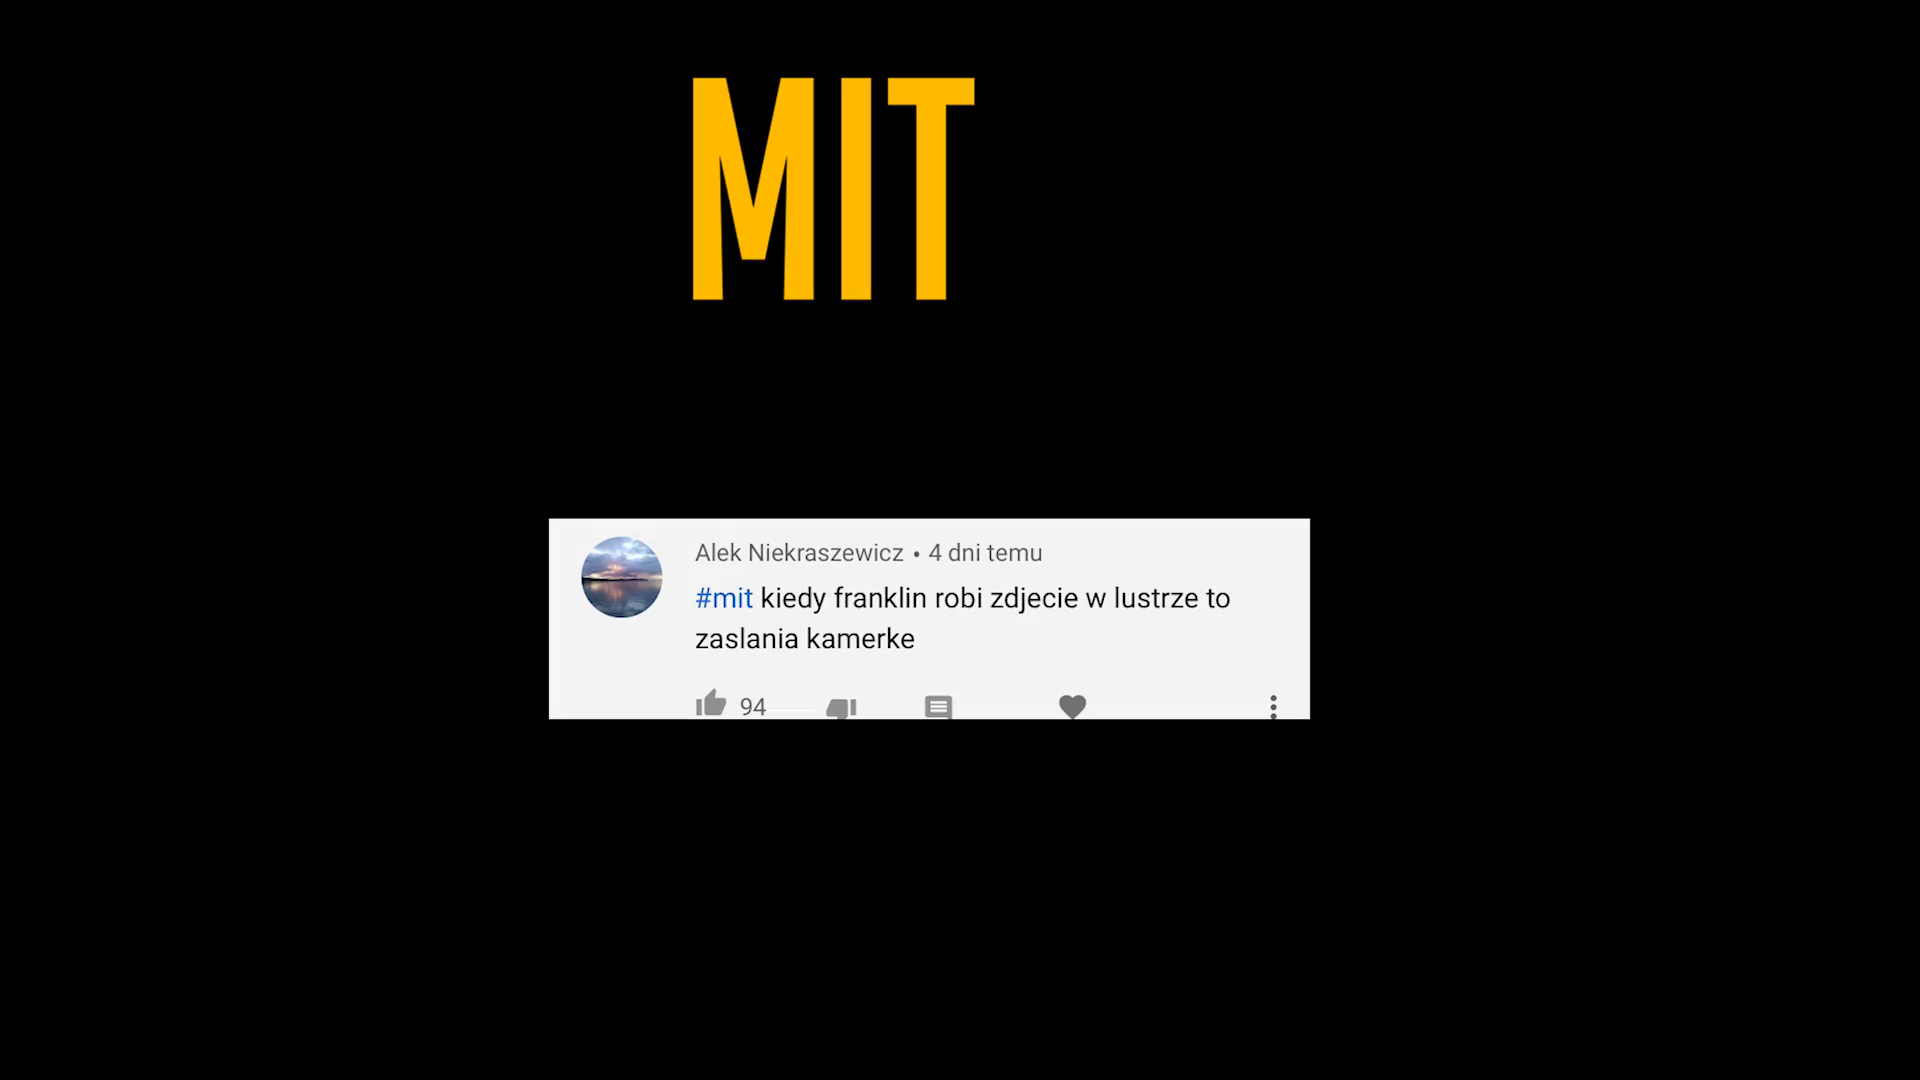 MIT
Alek Niekraszewicz • 4 dni temu
#mit kiedy franklin robi zdjecie w lustrze to
zaslania kamerke
94